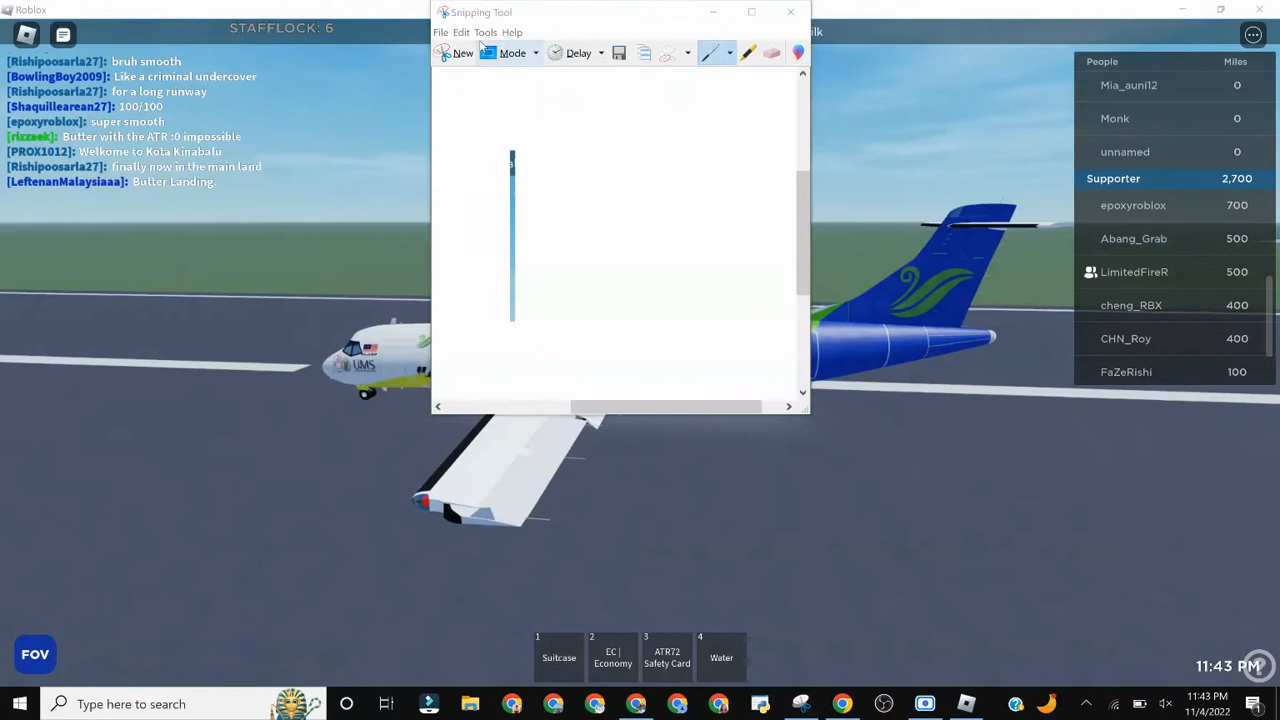 Roblox
STAFFLOCK: 6
[Rishipoosarla27]: bruh smooth
[BowlingBoy2009]: Like a criminal undercover
[Rishipoosarla27]: for a long runway
[Shaquillearean27]: 100/100
[epoxyroblox]: super smooth
[rizzeek]: Butter with the ATR :0 impossible
[PROX1012]: Welcome to Kota Kinabalu
[Rishipoosarla27]: finally now in the main land
[LeftenanMalaysiaaa]: Butter Landing.
Snipping Tool
File Edit Tools Help
New Mode Delay
People Miles
Mia_auni12 0
Monk 0
unnamed 0
Supporter 2,700
epoxyroblox 700
Abang_Grab 500
LimitedFireR 500
cheng_RBX 400
CHN_Roy 400
FaZeRishi 100
UMS
FOV
1 Suitcase
2 EC | Economy
3 ATR72 Safety Card
4 Water
11:43 PM
Type here to search
11:43 PM
11/4/2022